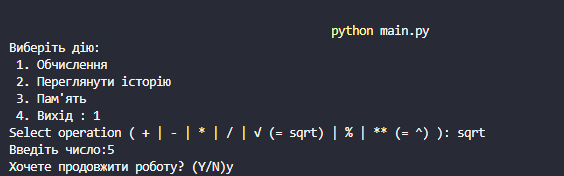 python main.py
Виберіть дію:
1. Обчислення
2. Переглянути історію
3. Пам'ять
4. Вихід : 1
Select operation ( + | - | * | / | √ (= sqrt) | % | ** (= ^) ): sqrt
Введіть число:5
Хочете продовжити роботу? (Y/N)y